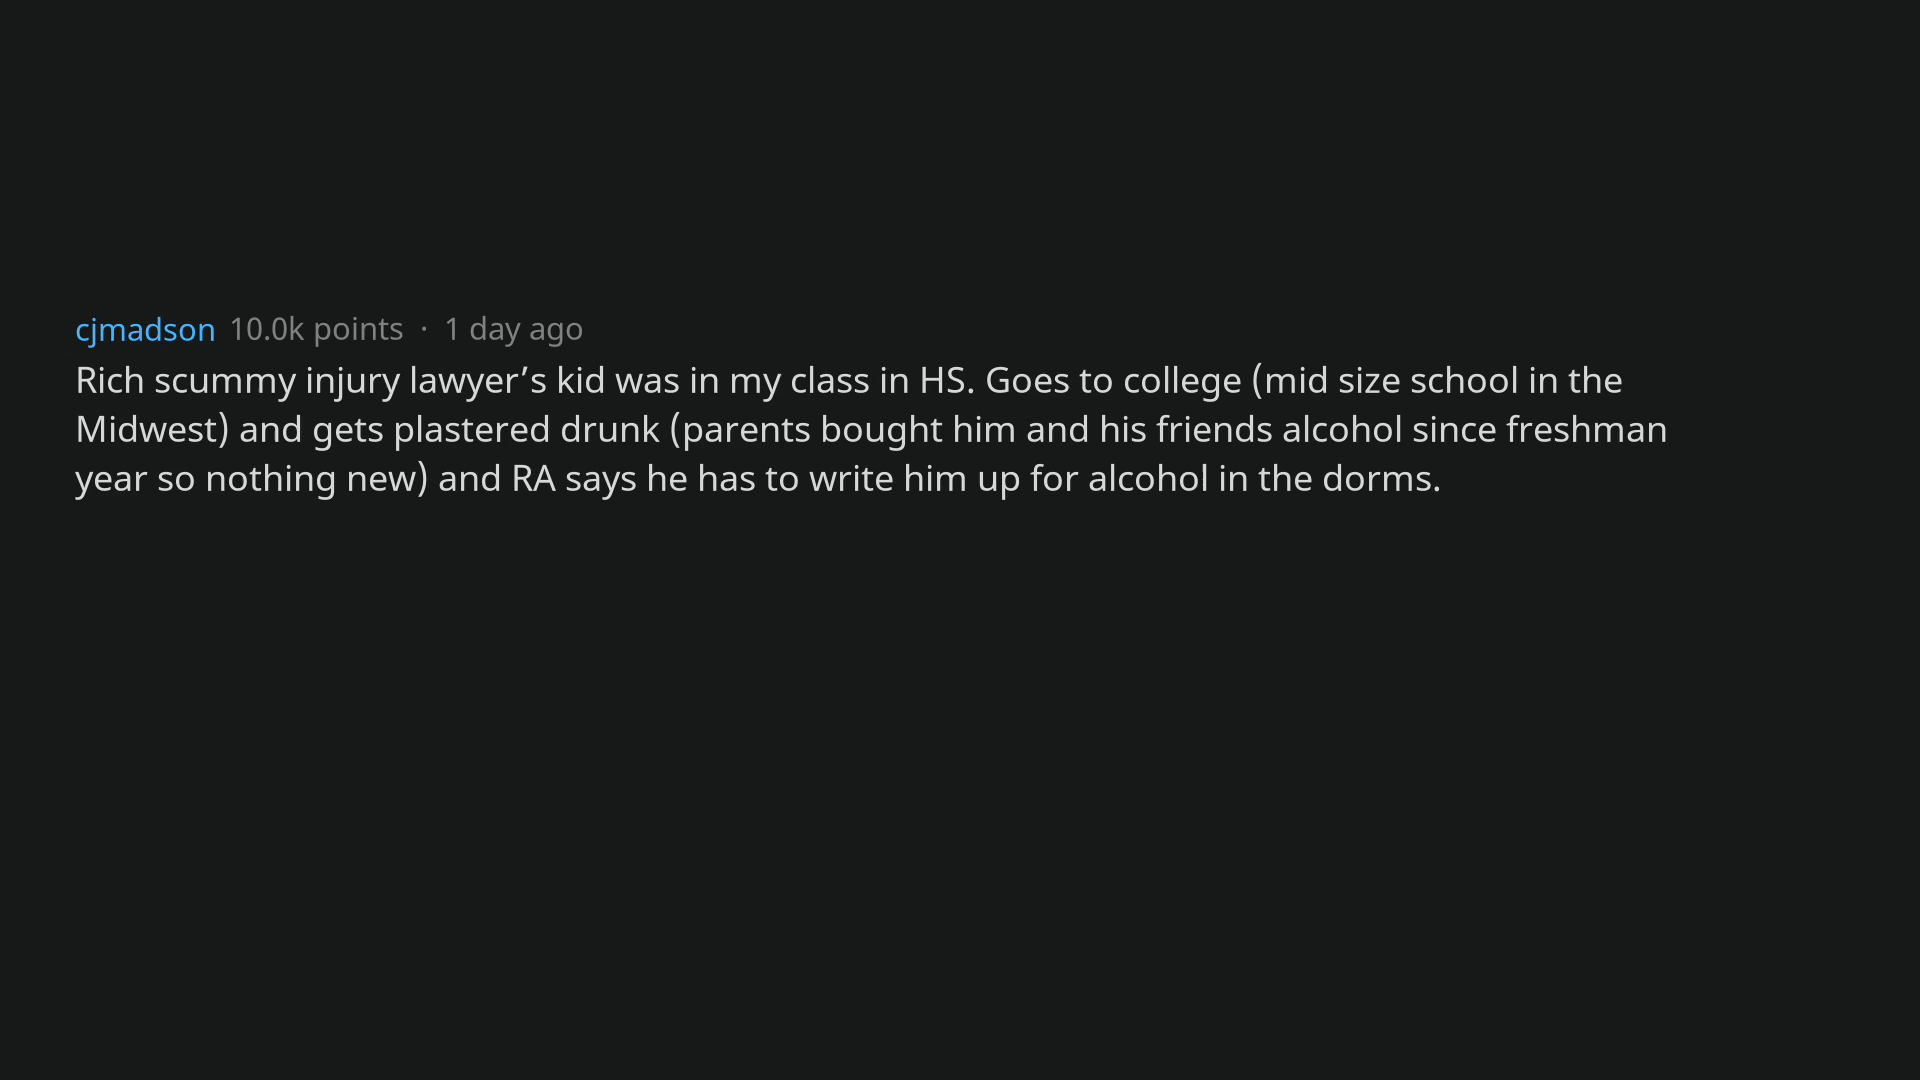 cjmadson 10.0k points · 1 day ago
Rich scummy injury lawyer’s kid was in my class in HS. Goes to college (mid size school in the
Midwest) and gets plastered drunk (parents bought him and his friends alcohol since freshman
year so nothing new) and RA says he has to write him up for alcohol in the dorms.